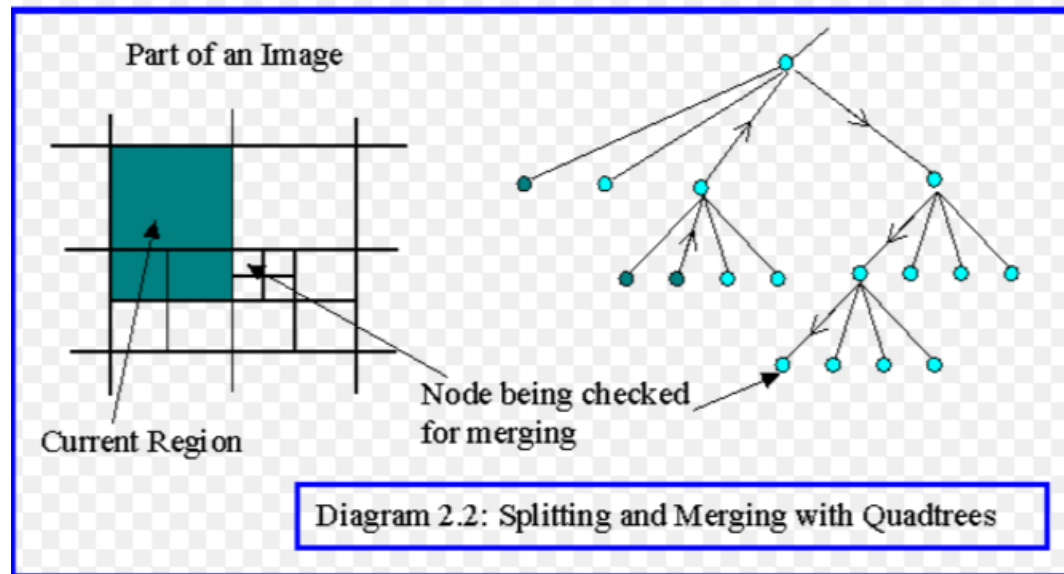 Part of an Image
Current Region
Node being checked
for merging
Diagram 2.2: Splitting and Merging with Quadtrees